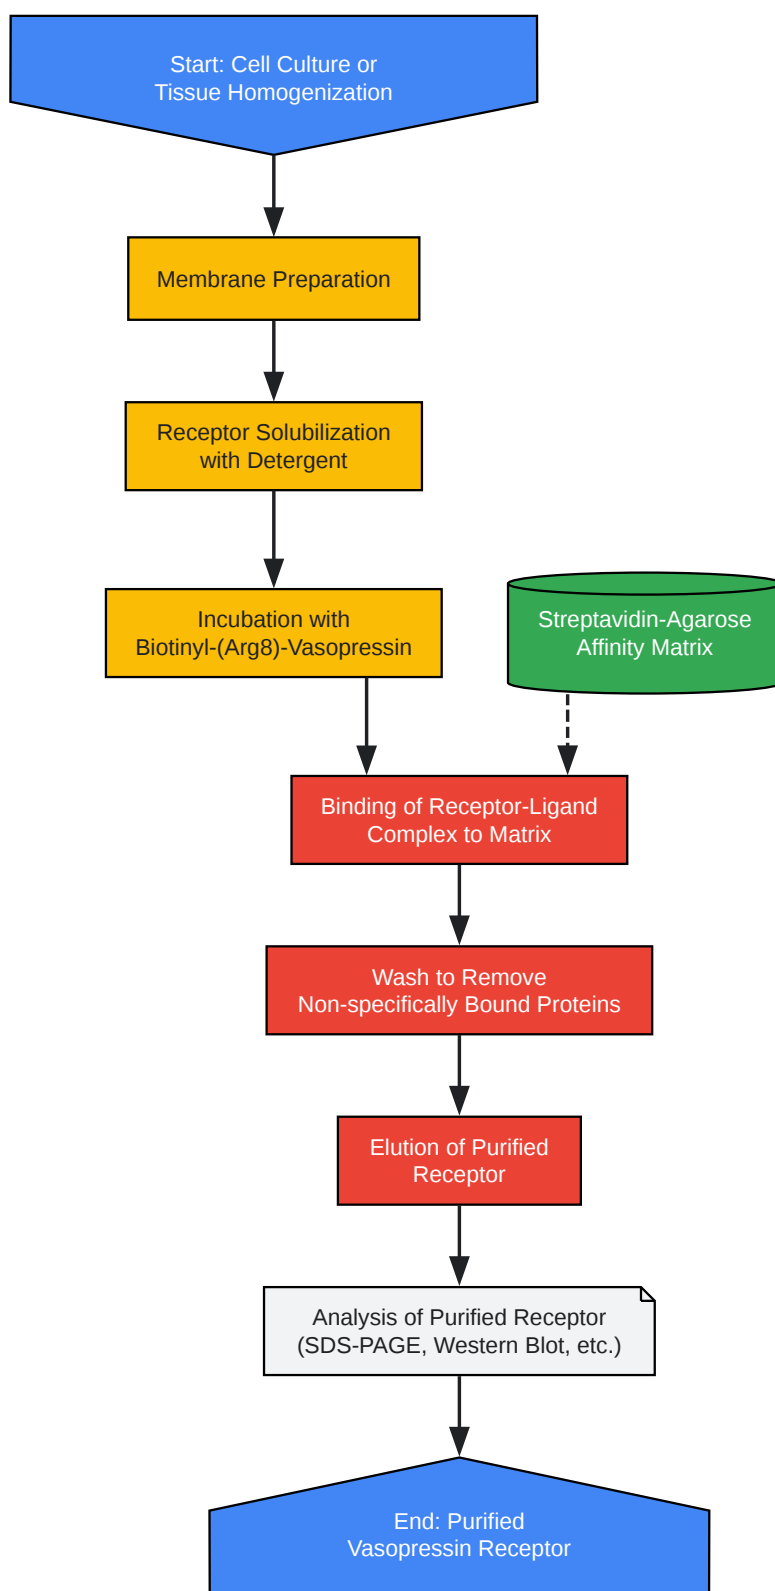 Start: Cell Culture or
Tissue Homogenization
Membrane Preparation
Receptor Solubilization
with Detergent
Incubation with
Biotinyl-(Arg8)-Vasopressin
Streptavidin-Agarose
Affinity Matrix
Binding of Receptor-Ligand
Complex to Matrix
Wash to Remove
Non-specifically Bound Proteins
Elution of Purified
Receptor
Analysis of Purified Receptor
(SDS-PAGE, Western Blot, etc.)
End: Purified
Vasopressin Receptor